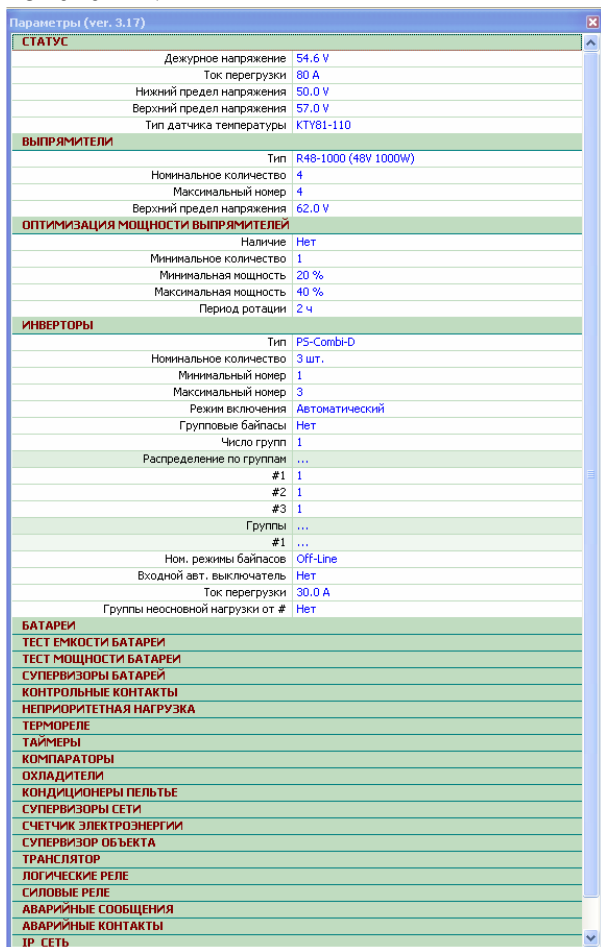 Параметры (ver. 3.17)
СТАТУС
Дежурное напряжение 54.6 V
Ток перегрузки 80 A
Нижний предел напряжения 50.0 V
Верхний предел напряжения 57.0 V
Тип датчика температуры KTY81-110
ВЫПРЯМИТЕЛИ
Тип R48-1000 (48V 1000W)
Номинальное количество 4
Максимальный номер 4
Верхний предел напряжения 62.0 V
ОПТИМИЗАЦИЯ МОЩНОСТИ ВЫПРЯМИТЕЛЕЙ
Наличие Нет
Минимальное количество 1
Минимальная мощность 20 %
Максимальная мощность 40 %
Период ротации 2 ч
ИНВЕРТОРЫ
Тип PS-Combi-D
Номинальное количество 3 шт.
Минимальный номер 1
Максимальный номер 3
Режим включения Автоматический
Групповые байпасы Нет
Число групп 1
Распределение по группам ...
#1 1
#2 1
#3 1
Группы ...
#1 ...
Ном. режимы байпасов Off-Line
Входной авт. выключатель Нет
Ток перегрузки 30.0 A
Группы неосновной нагрузки от # Нет
БАТАРЕИ
ТЕСТ ЕМКОСТИ БАТАРЕИ
ТЕСТ МОЩНОСТИ БАТАРЕИ
СУПЕРВИЗОРЫ БАТАРЕЙ
КОНТРОЛЬНЫЕ КОНТАКТЫ
НЕПРИОРИТЕТНАЯ НАГРУЗКА
ТЕРМОРЕЛЕ
ТАЙМЕРЫ
КОМПАРАТОРЫ
ОХЛАДИТЕЛИ
КОНДИЦИОНЕРЫ ПЕЛЬТЬЕ
СУПЕРВИЗОРЫ СЕТИ
СЧЕТЧИК ЭЛЕКТРОЭНЕРГИИ
СУПЕРВИЗОР ОБЪЕКТА
ТРАНСЛЯТОР
ЛОГИЧЕСКИЕ РЕЛЕ
СИЛОВЫЕ РЕЛЕ
АВАРИЙНЫЕ СООБЩЕНИЯ
АВАРИЙНЫЕ КОНТАКТЫ
IP СЕТЬ